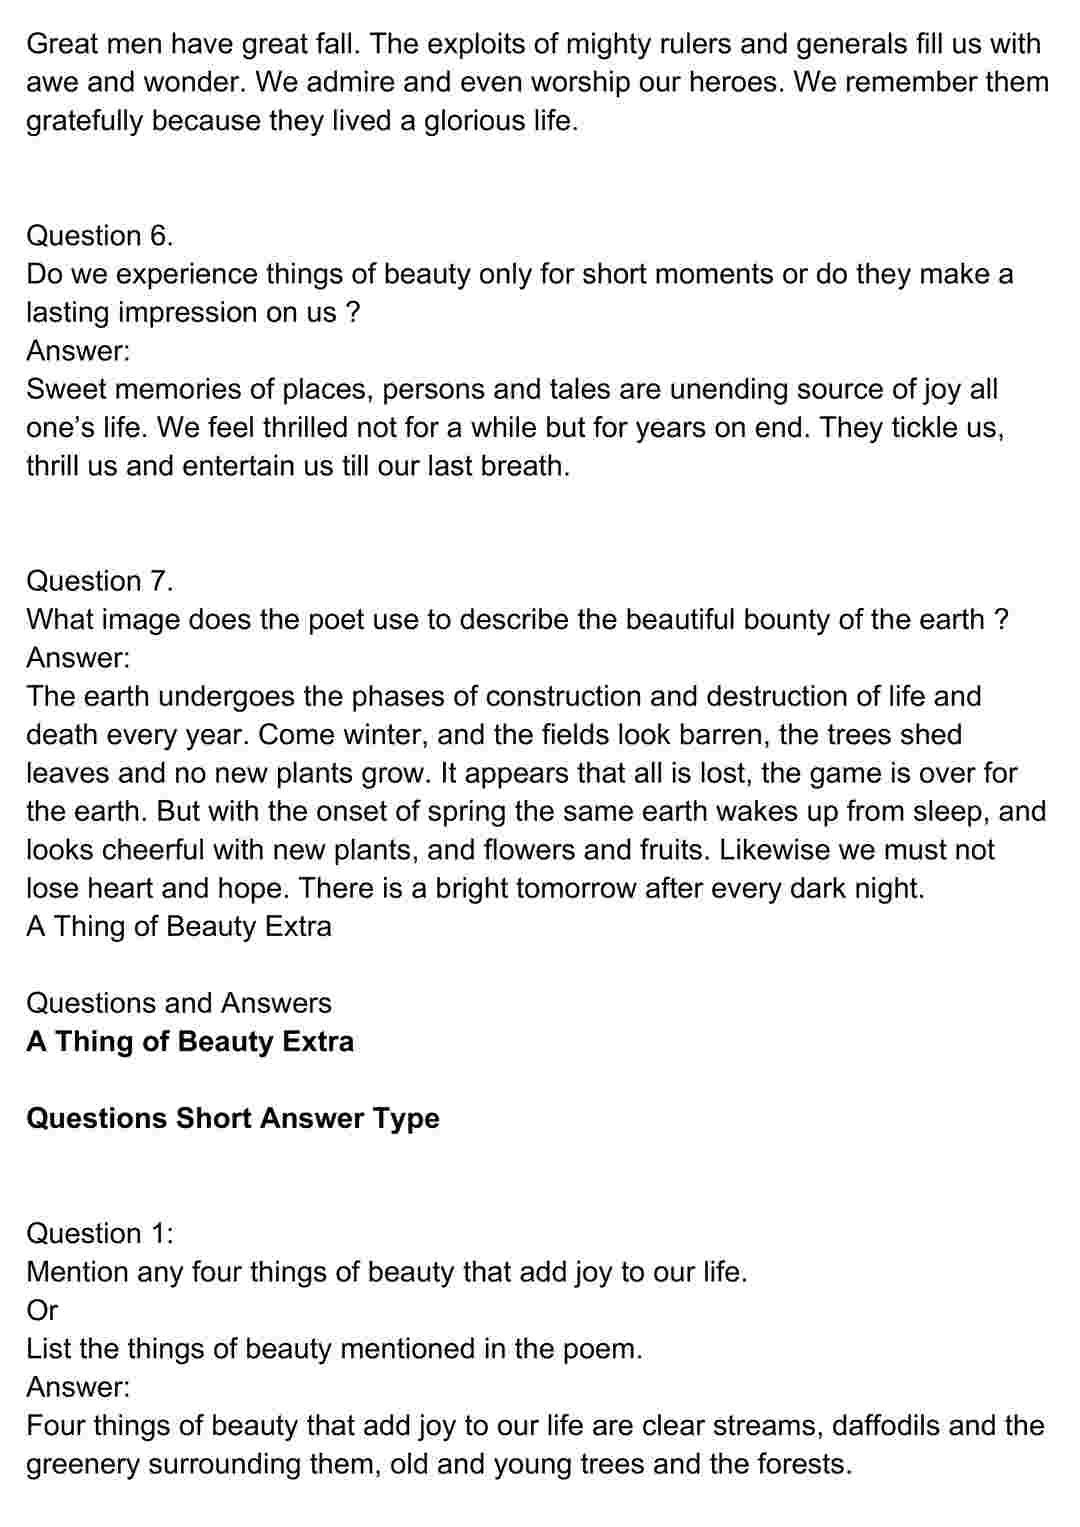 Great men have great fall. The exploits of mighty rulers and generals fill us with
awe and wonder. We admire and even worship our heroes. We remember them
gratefully because they lived a glorious life.
Question 6.
Do we experience things of beauty only for short moments or do they make a
lasting impression on us ?
Answer:
Sweet memories of places, persons and tales are unending source of joy all
one’s life. We feel thrilled not for a while but for years on end. They tickle us,
thrill us and entertain us till our last breath.
Question 7.
What image does the poet use to describe the beautiful bounty of the earth ?
Answer:
The earth undergoes the phases of construction and destruction of life and
death every year. Come winter, and the fields look barren, the trees shed
leaves and no new plants grow. It appears that all is lost, the game is over for
the earth. But with the onset of spring the same earth wakes up from sleep, and
looks cheerful with new plants, and flowers and fruits. Likewise we must not
lose heart and hope. There is a bright tomorrow after every dark night.
A Thing of Beauty Extra
Questions and Answers
A Thing of Beauty Extra
Questions Short Answer Type
Question 1:
Mention any four things of beauty that add joy to our life.
Or
List the things of beauty mentioned in the poem.
Answer:
Four things of beauty that add joy to our life are clear streams, daffodils and the
greenery surrounding them, old and young trees and the forests.